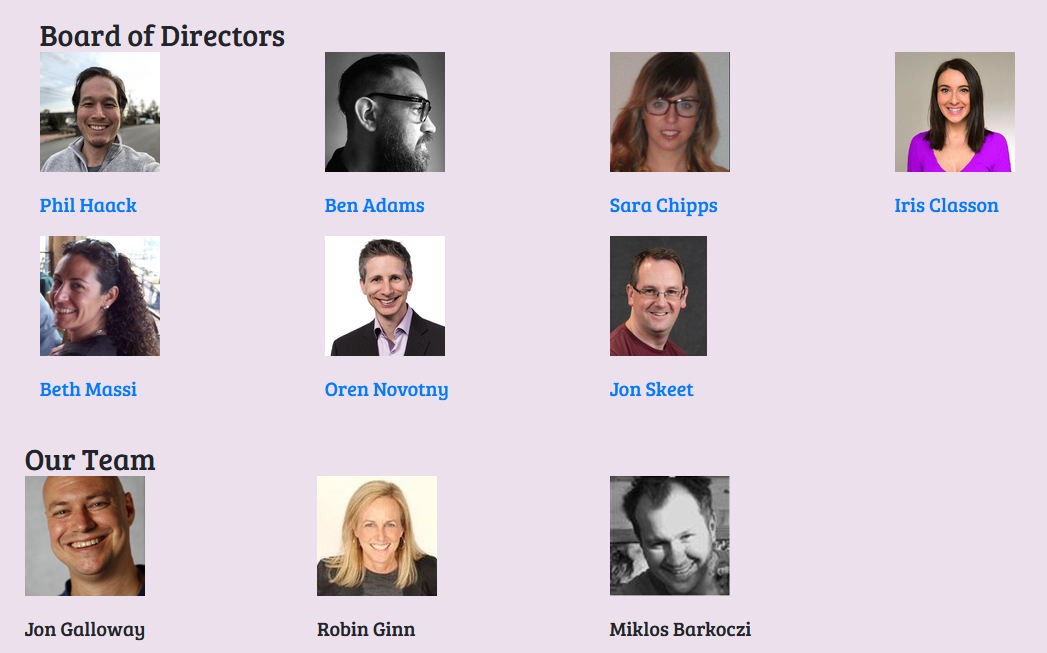 Board of Directors
Phil Haack
Ben Adams
Sara Chipps
Iris Classon
Beth Massi
Oren Novotny
Jon Skeet
Our Team
Jon Galloway
Robin Ginn
Miklos Barkoczi